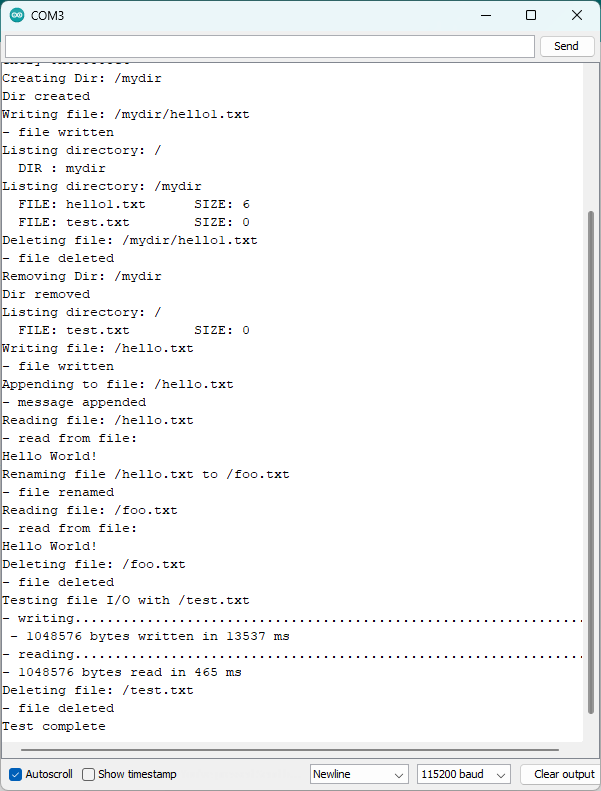 COM3
Send
Creating Dir: /mydir
Dir created
Writing file: /mydir/hello1.txt
- file written
Listing directory: /
DIR : mydir
Listing directory: /mydir
FILE: hello1.txt SIZE: 6
FILE: test.txt SIZE: 0
Deleting file: /mydir/hello1.txt
- file deleted
Removing Dir: /mydir
Dir removed
Listing directory: /
FILE: test.txt SIZE: 0
Writing file: /hello.txt
- file written
Appending to file: /hello.txt
- message appended
Reading file: /hello.txt
- read from file:
Hello World!
Renaming file /hello.txt to /foo.txt
- file renamed
Reading file: /foo.txt
- read from file:
Hello World!
Deleting file: /foo.txt
- file deleted
Testing file I/O with /test.txt
- writing................................................................
- 1048576 bytes written in 13537 ms
- reading................................................................
- 1048576 bytes read in 465 ms
Deleting file: /test.txt
- file deleted
Test complete
Autoscroll Show timestamp Newline 115200 baud Clear output